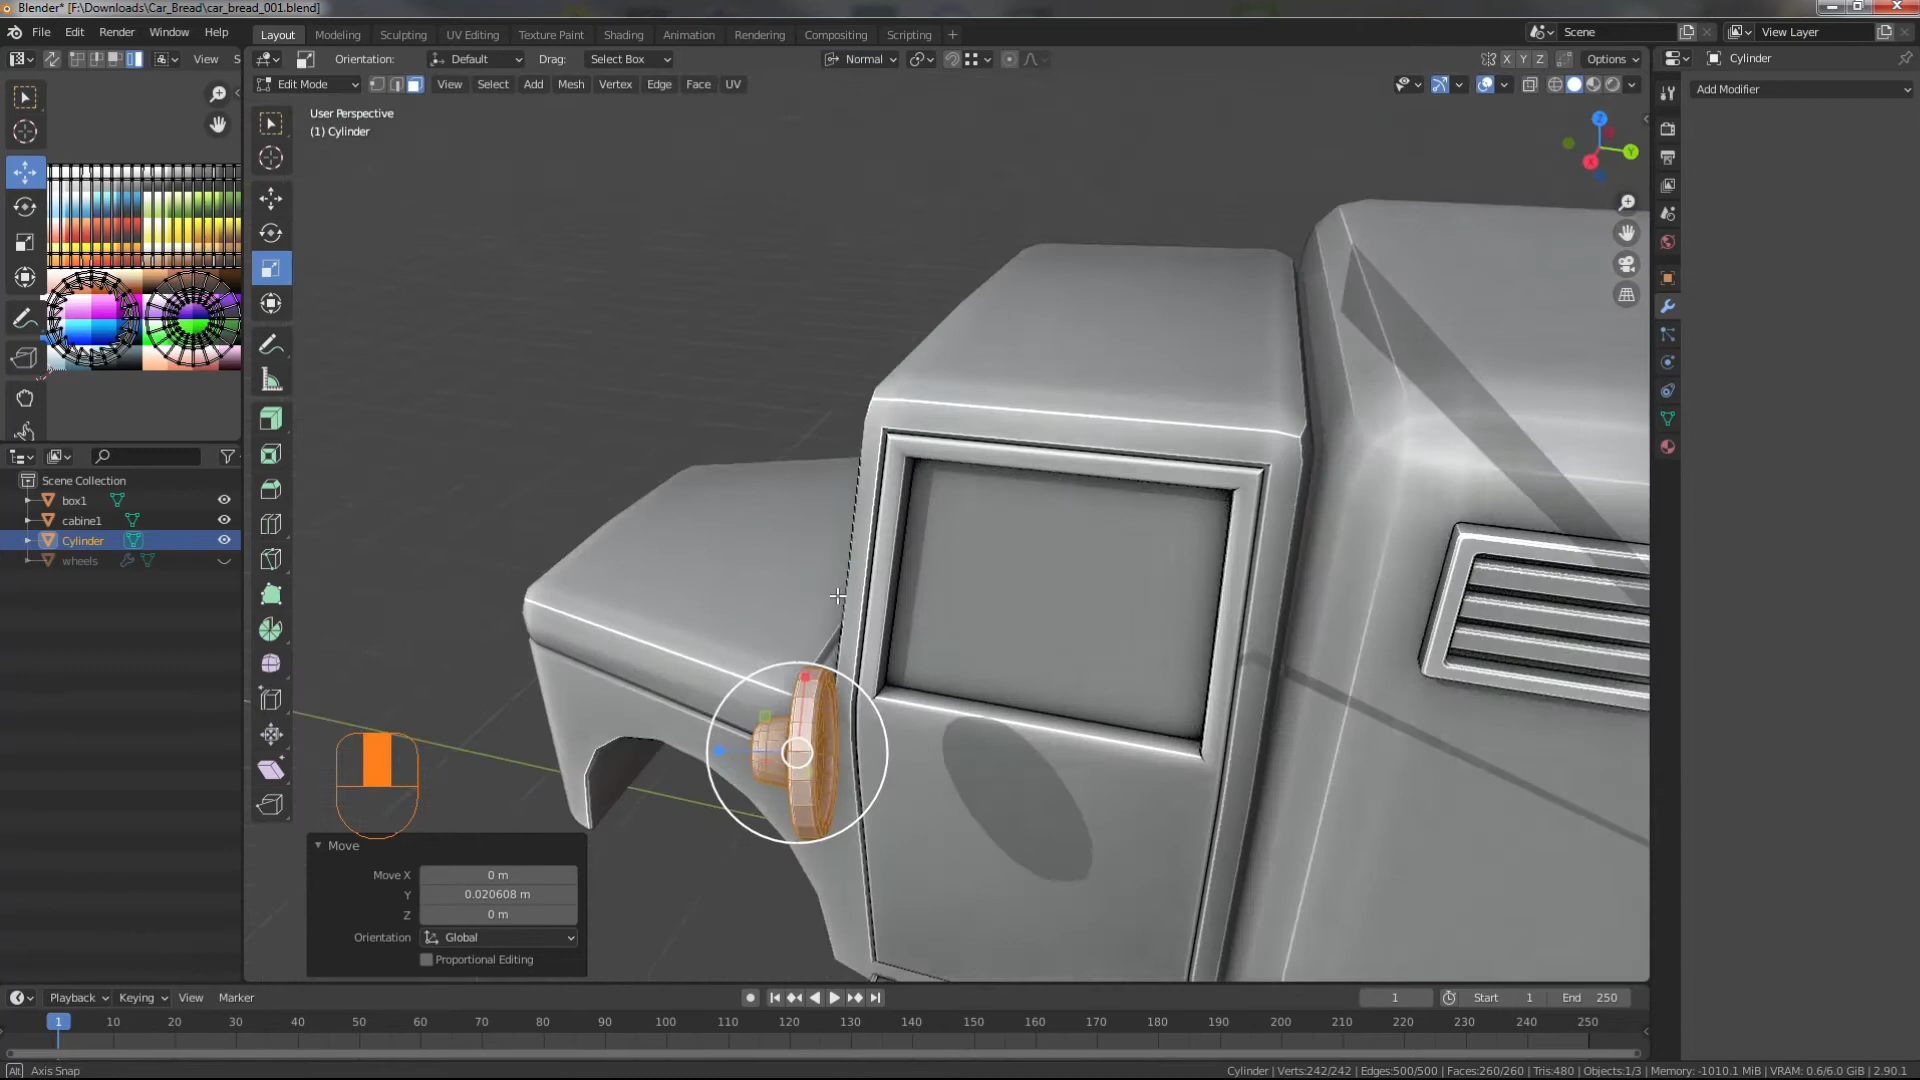 Blender* [F:\Downloads\Car_Bread\car_bread_001.blend]
File Edit Render Window Help
Layout Modeling Sculpting UV Editing Texture Paint Shading Animation Rendering Compositing Scripting +
Scene
View Layer
View S
Orientation: Default Drag: Select Box
Normal
X Y Z Options
Cylinder
Edit Mode View Select Add Mesh Vertex Edge Face UV
Add Modifier
User Perspective
(1) Cylinder
Z
Y
X
Scene Collection
box1
cabine1
Cylinder
wheels
Move
Move X 0 m
Y 0.020608 m
Z 0 m
Orientation Global
Proportional Editing
Playback Keying View Marker
1 Start 1 End 250
1 10 20 30 40 50 60 70 80 90 100 110 120 130 140 150 160 170 180 190 200 210 220 230 240 250
Alt Axis Snap
Cylinder | Verts:242/242 | Edges:500/500 | Faces:260/260 | Tris:480 | Objects:1/3 | Memory: -1010.1 MiB | VRAM: 0.6/6.0 GiB | 2.90.1